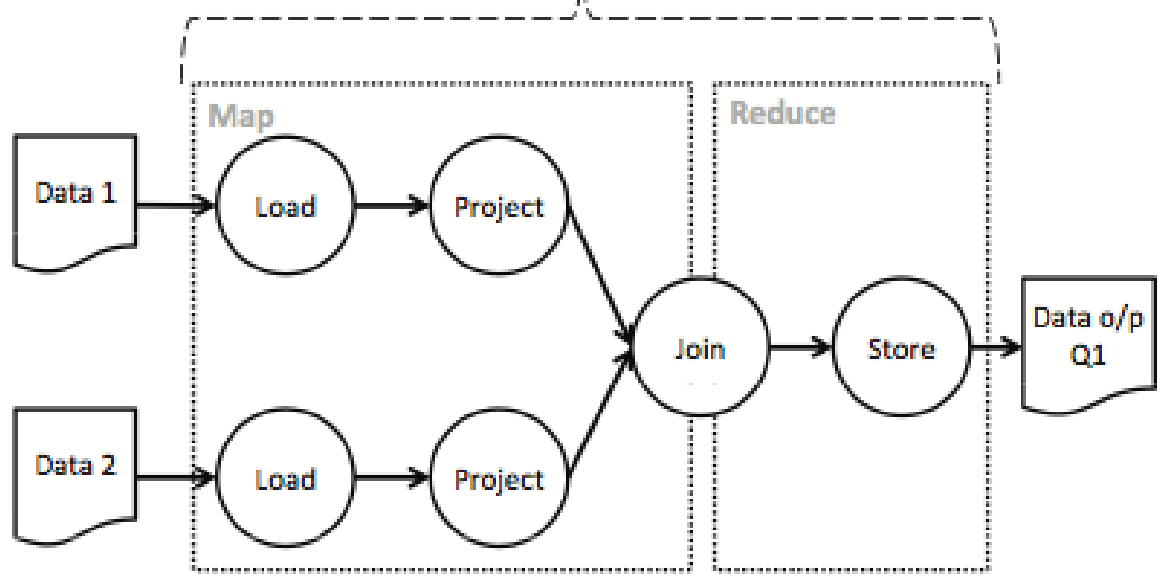 Map
Reduce
Data 1
Load
Project
Join
Store
Data o/p
Q1
Data 2
Load
Project